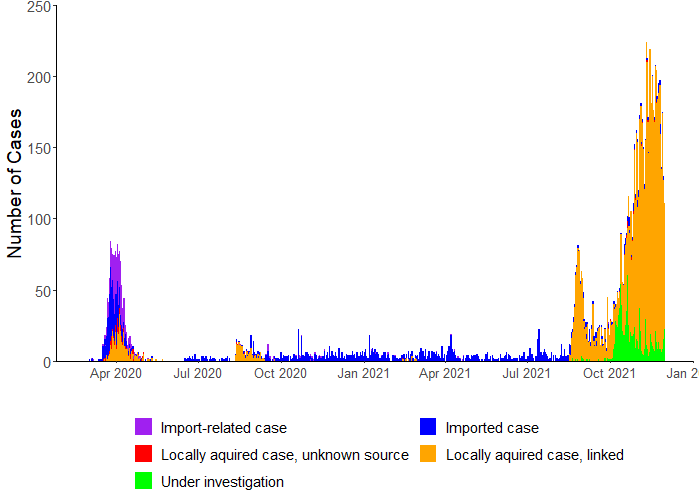 250
200
150
100
50
0
Number of Cases
Apr 2020 Jul 2020 Oct 2020 Jan 2021 Apr 2021 Jul 2021 Oct 2021 Jan 2
Import-related case Imported case
Locally aquired case, unknown source Locally aquired case, linked
Under investigation